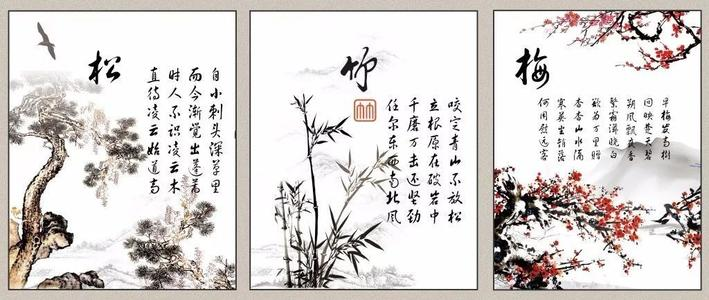 松
自小刺头深草里
而今渐觉出蓬蒿
时人不识凌云木
直待凌云始道高
竹
竹
咬定青山不放松
立根原在破岩中
千磨万击还坚劲
任尔东西南北风
梅
早梅发高树
回映楚天碧
朔风飘夜香
繁霜滋晓白
欲为万里赠
杳杳山水隔
寒英坐销落
何用慰远客